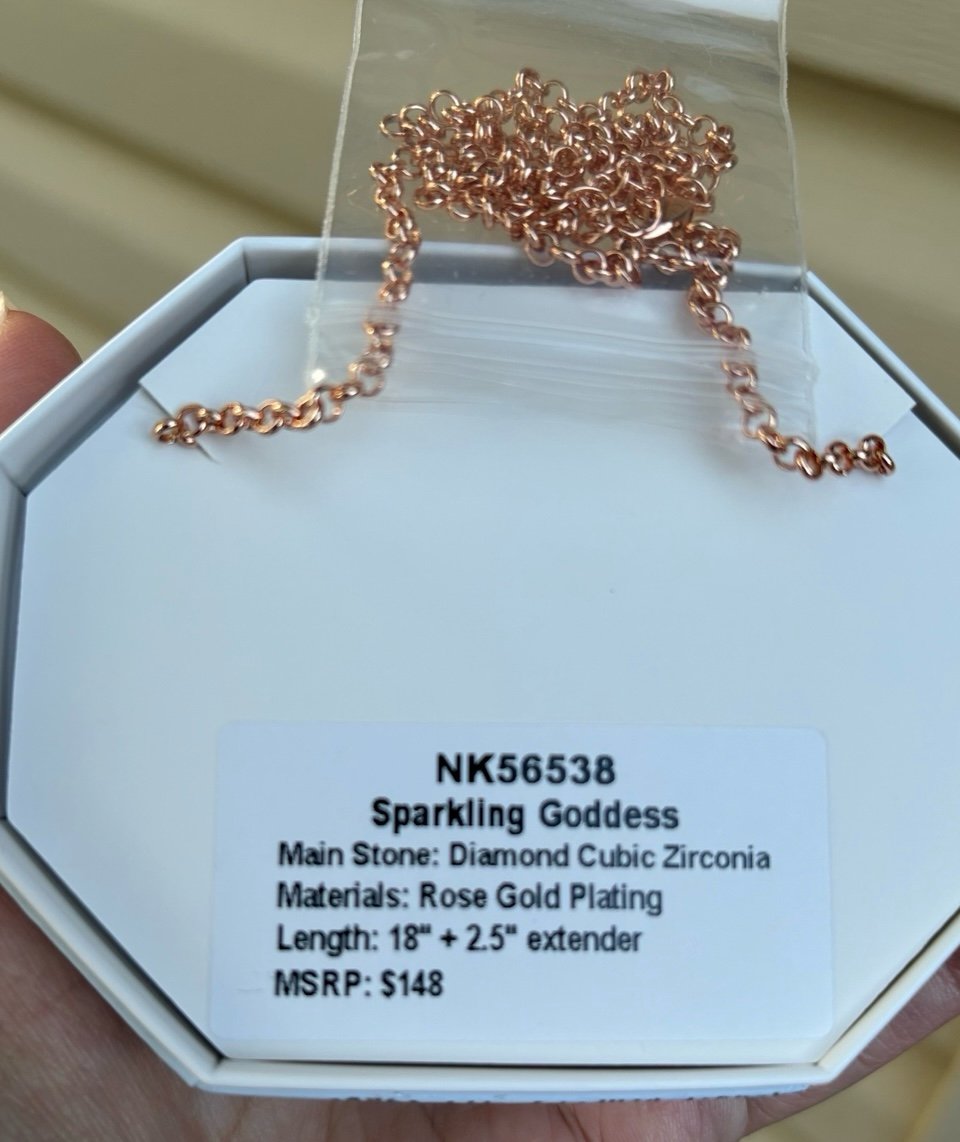 NK56538
Sparkling Goddess
Main Stone: Diamond Cubic Zirconia
Materials: Rose Gold Plating
Length: 18" + 2.5" extender
MSRP: $148